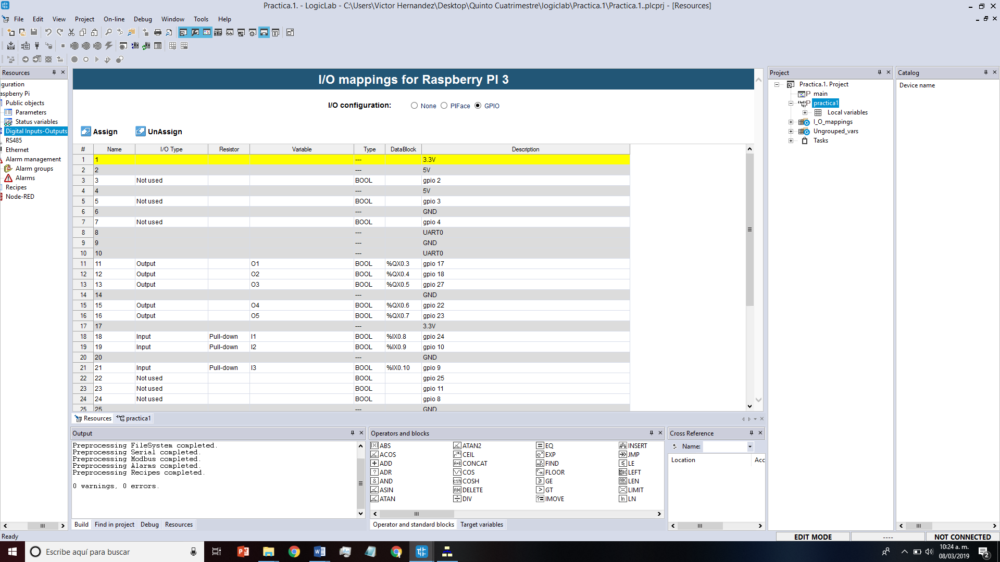 Practica.1. - LogicLab - C:\Users\Victor Hernandez\Desktop\Quinto Cuatrimestre\logiclab\Practica.1\Practica.1..plcprj - [Resources]
File Edit View Project On-line Debug Window Tools Help
Resources
guration
aspberry Pi
Public objects
Parameters
Status variables
Digital Inputs-Outputs
RS485
Ethernet
Alarm management
Alarm groups
Alarms
Recipes
Node-RED
I/O mappings for Raspberry PI 3
I/O configuration: None PIFace GPIO
Assign UnAssign
# Name I/O Type Resistor Variable Type DataBlock Description
1 1 --- 3.3V
2 2 --- 5V
3 3 Not used BOOL gpio 2
4 4 --- 5V
5 5 Not used BOOL gpio 3
6 6 --- GND
7 7 Not used BOOL gpio 4
8 8 --- UART0
9 9 --- GND
10 10 --- UART0
11 11 Output O1 BOOL %QX0.3 gpio 17
12 12 Output O2 BOOL %QX0.4 gpio 18
13 13 Output O3 BOOL %QX0.5 gpio 27
14 14 --- GND
15 15 Output O4 BOOL %QX0.6 gpio 22
16 16 Output O5 BOOL %QX0.7 gpio 23
17 17 --- 3.3V
18 18 Input Pull-down I1 BOOL %IX0.8 gpio 24
19 19 Input Pull-down I2 BOOL %IX0.9 gpio 10
20 20 --- GND
21 21 Input Pull-down I3 BOOL %IX0.10 gpio 9
22 22 Not used BOOL gpio 25
23 23 Not used BOOL gpio 11
24 24 Not used BOOL gpio 8
25 25 --- GND
Resources practica1
Project
Practica.1. Project
main
practica1
Local variables
I_O_mappings
Ungrouped_vars
Tasks
Catalog
Device name
Output
Preprocessing FileSystem completed.
Preprocessing Serial completed.
Preprocessing Modbus completed.
Preprocessing Alarms completed.
Preprocessing Recipes completed.
0 warnings, 0 errors.
Build Find in project Debug Resources
Operators and blocks
ABS ATAN2 EQ INSERT
ACOS CEIL EXP JMP
ADD CONCAT FIND LE
ADR COS FLOOR LEFT
AND COSH GE LEN
ASIN DELETE GT LIMIT
ATAN DIV IMOVE LN
Operator and standard blocks Target variables
Cross Reference
Name:
Location Acc
Ready
EDIT MODE ---- NOT CONNECTED
Escribe aquí para buscar
10:24 a. m.
08/03/2019
2